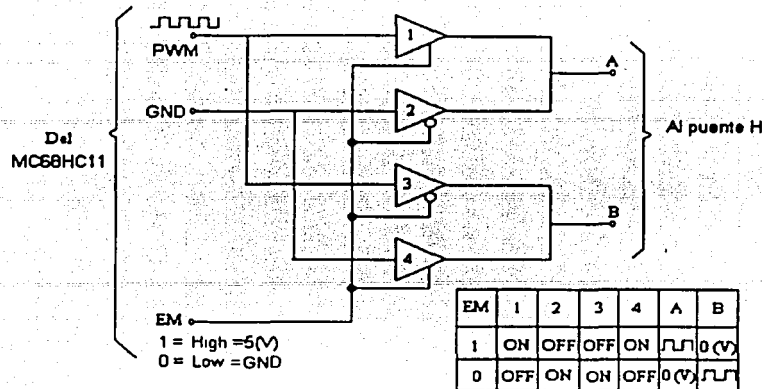 PWM
1
A
GND
2
Del
MC68HC11
Al puente H
3
B
4
EM
1 = High =5(V)
0 = Low =GND
EM 1 2 3 4 A B
1 ON OFF OFF ON 0(V)
0 OFF ON ON OFF 0(V)